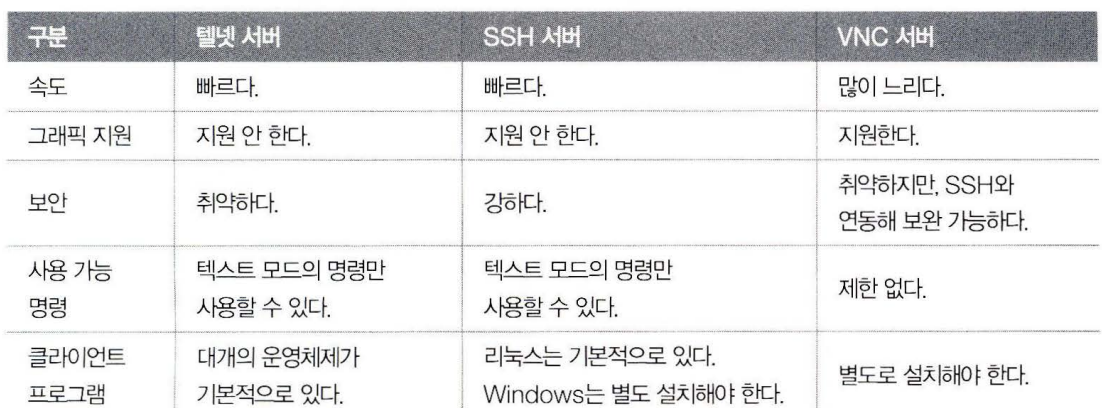 구분 텔넷 서버 SSH 서버 VNC 서버
속도 빠르다. 빠르다. 많이 느리다.
그래픽 지원 지원 안 한다. 지원 안 한다. 지원한다.
보안 취약하다. 강하다. 취약하지만, SSH와
연동해 보완 가능하다.
사용 가능 텍스트 모드의 명령만 텍스트 모드의 명령만 제한 없다.
명령 사용할 수 있다. 사용할 수 있다.
클라이언트 대개의 운영체제가 리눅스는 기본적으로 있다. 별도로 설치해야 한다.
프로그램 기본적으로 있다. Windows는 별도 설치해야 한다.